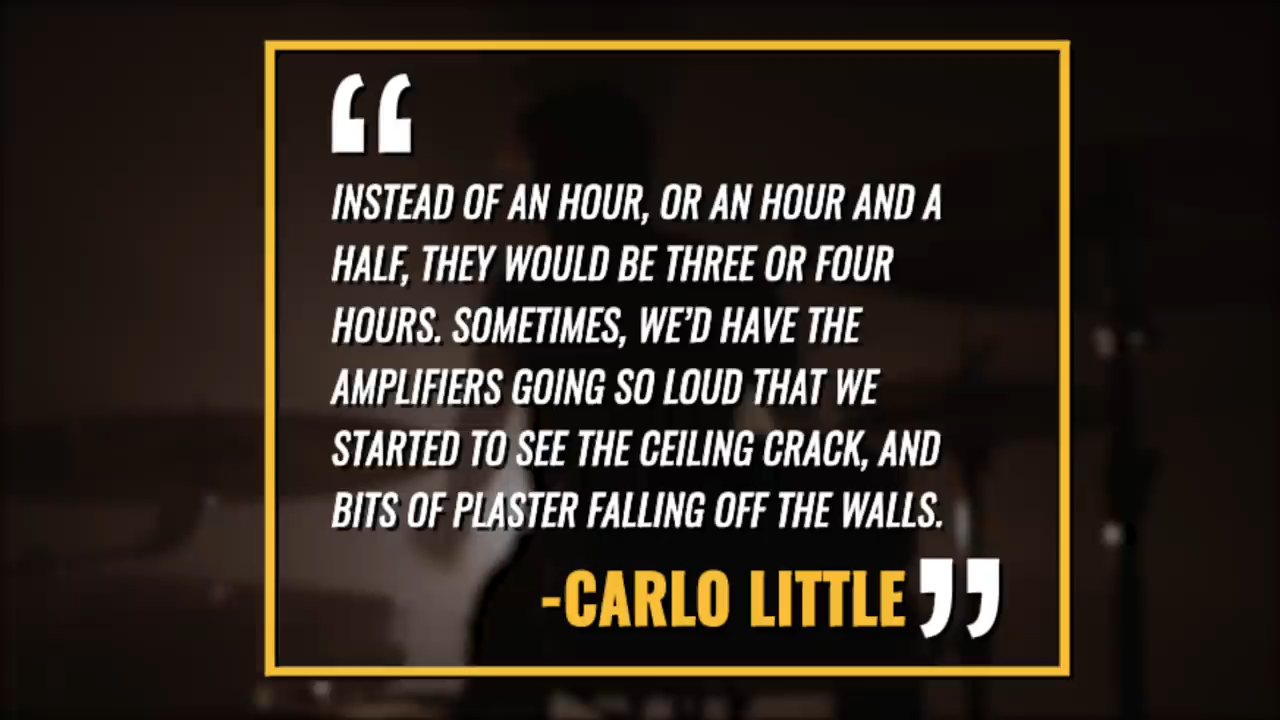 “
INSTEAD OF AN HOUR, OR AN HOUR AND A
HALF, THEY WOULD BE THREE OR FOUR
HOURS. SOMETIMES, WE’D HAVE THE
AMPLIFIERS GOING SO LOUD THAT WE
STARTED TO SEE THE CEILING CRACK, AND
BITS OF PLASTER FALLING OFF THE WALLS.
-CARLO LITTLE ”